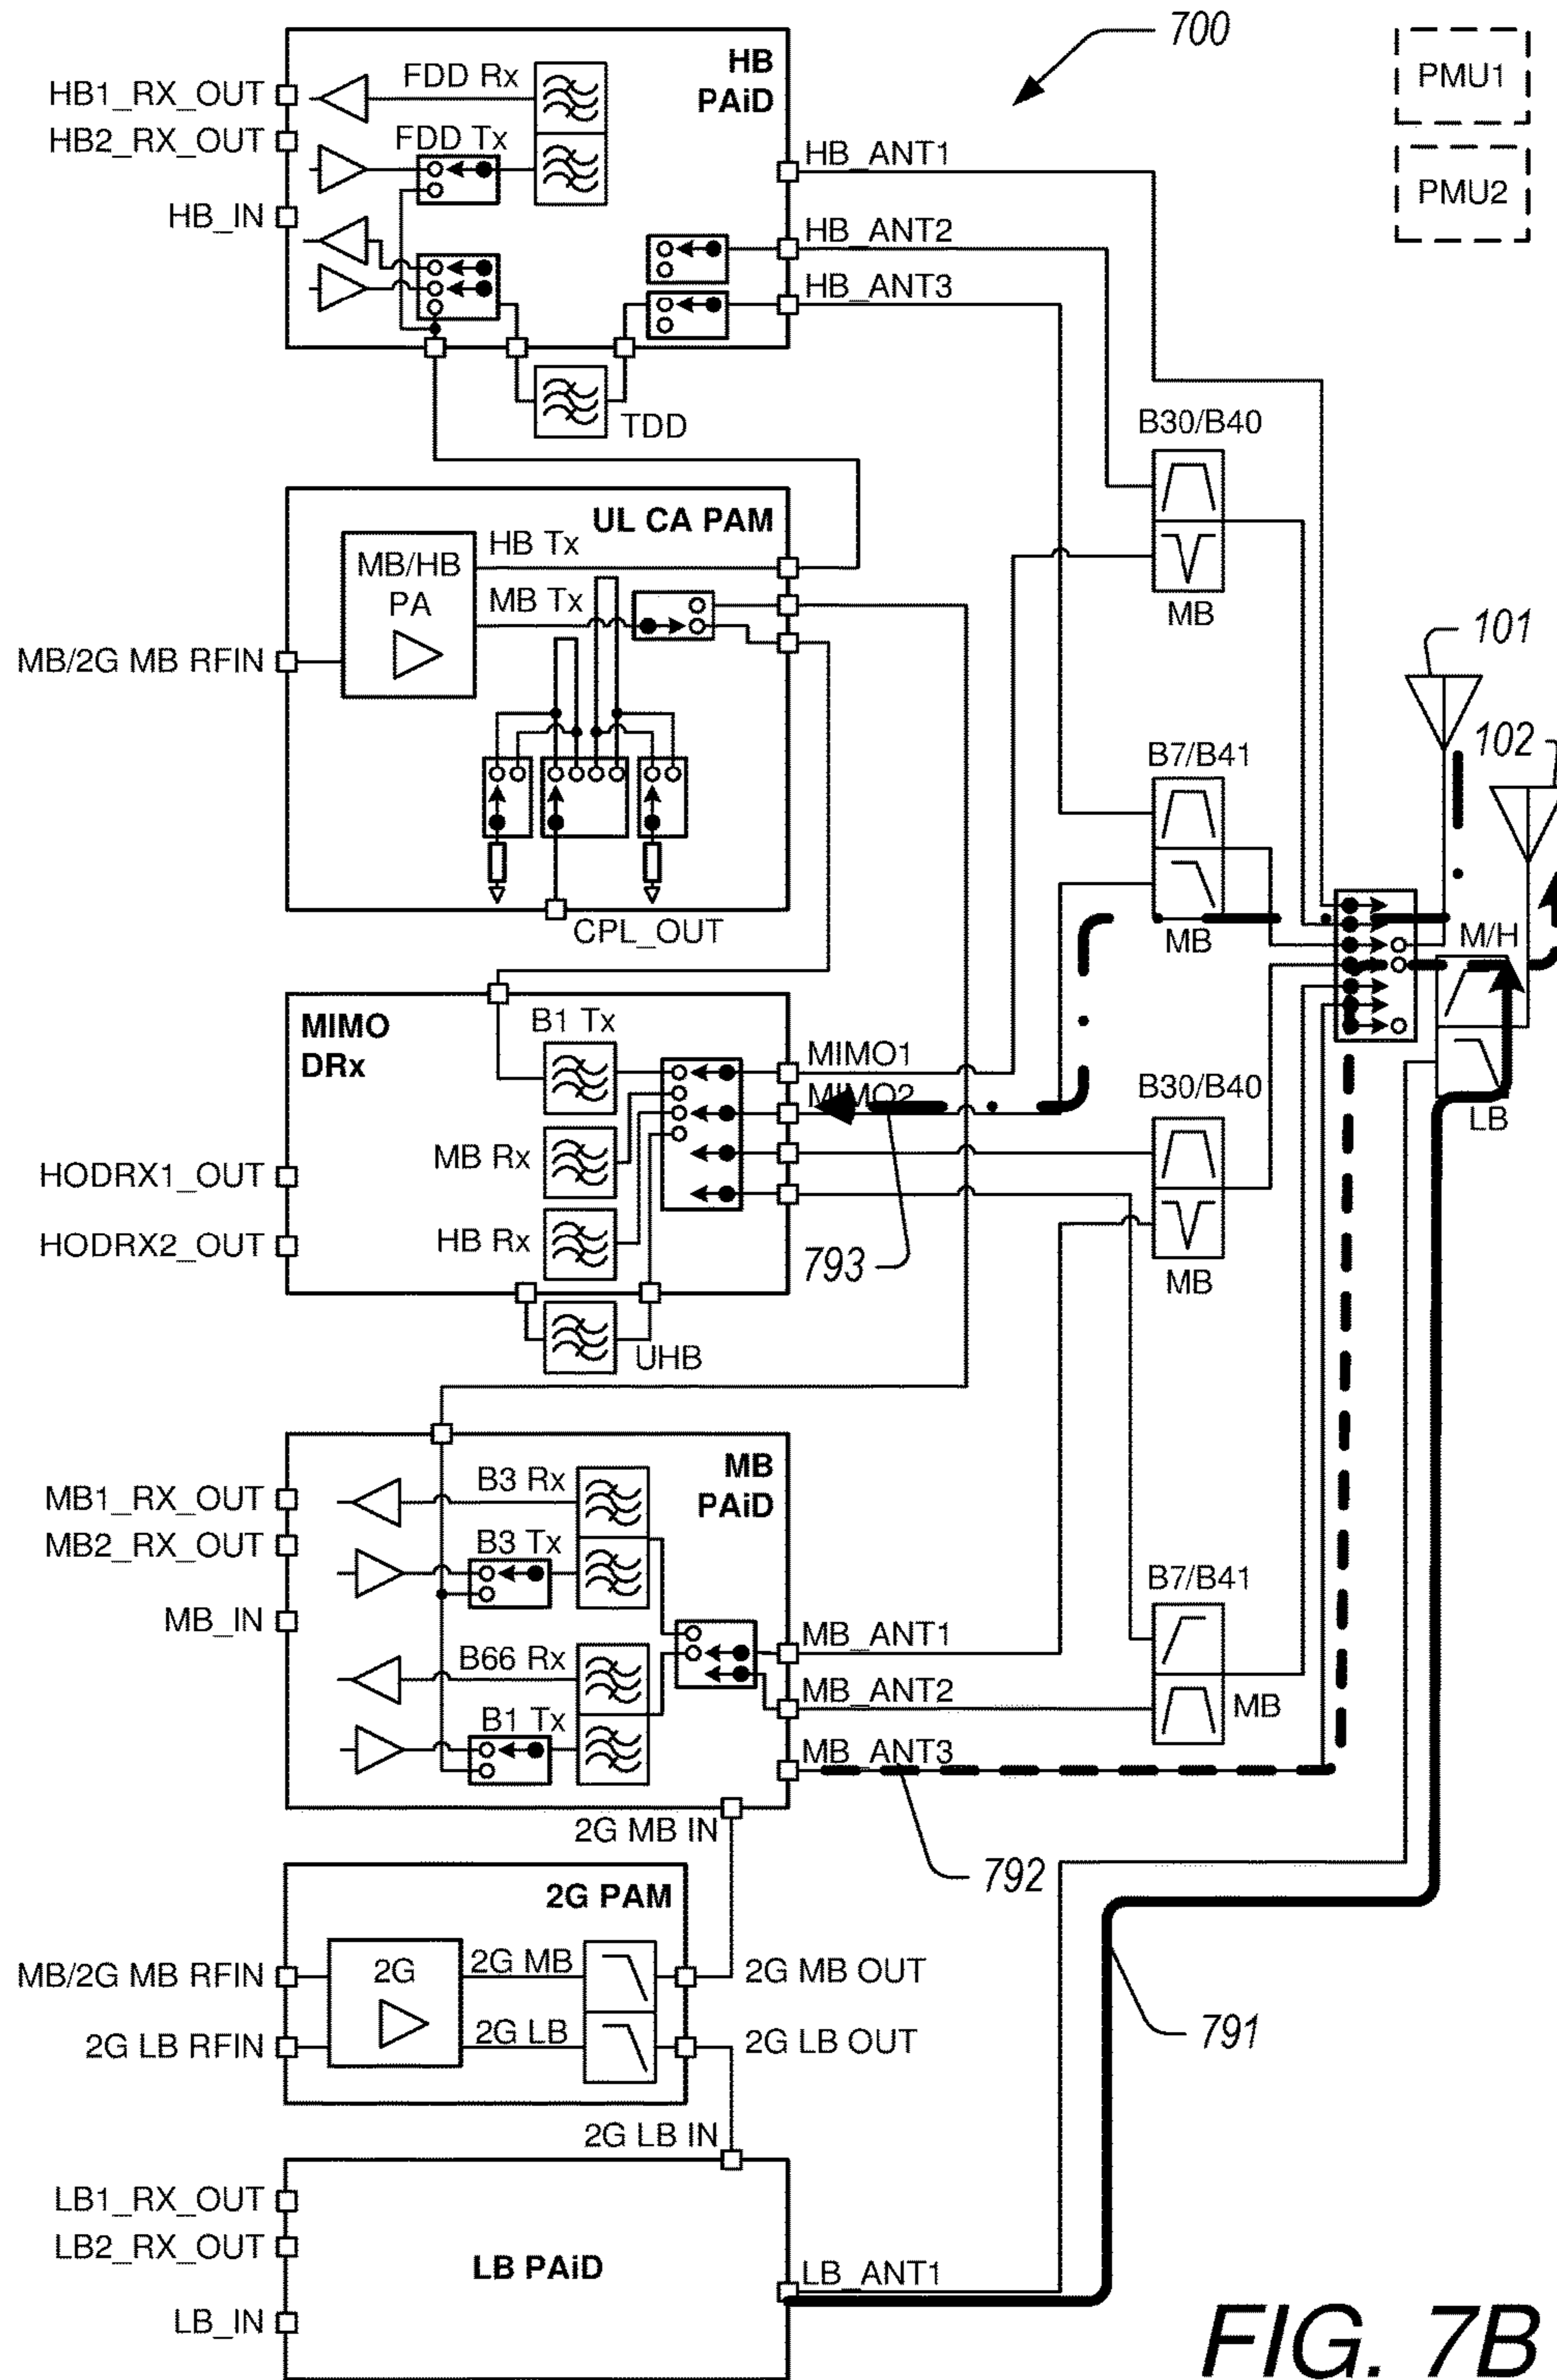 700
PMU1
PMU2
HB
PAiD
HB1_RX_OUT
HB2_RX_OUT
HB_IN
FDD Rx
FDD Tx
HB_ANT1
HB_ANT2
HB_ANT3
TDD
B30/B40
MB
UL CA PAM
MB/HB
PA
HB Tx
MB Tx
MB/2G MB RFIN
CPL_OUT
101
102
B7/B41
MB
M/H
LB
MIMO
DRx
B1 Tx
MB Rx
HB Rx
UHB
HODRX1_OUT
HODRX2_OUT
MIMO1
MIMO2
793
B30/B40
MB
MB
PAiD
MB1_RX_OUT
MB2_RX_OUT
MB_IN
B3 Rx
B3 Tx
B66 Rx
B1 Tx
MB_ANT1
MB_ANT2
MB_ANT3
B7/B41
MB
2G MB IN
792
2G PAM
MB/2G MB RFIN
2G LB RFIN
2G
2G MB
2G LB
2G MB OUT
2G LB OUT
791
2G LB IN
LB1_RX_OUT
LB2_RX_OUT
LB_IN
LB PAiD
LB_ANT1
FIG. 7B